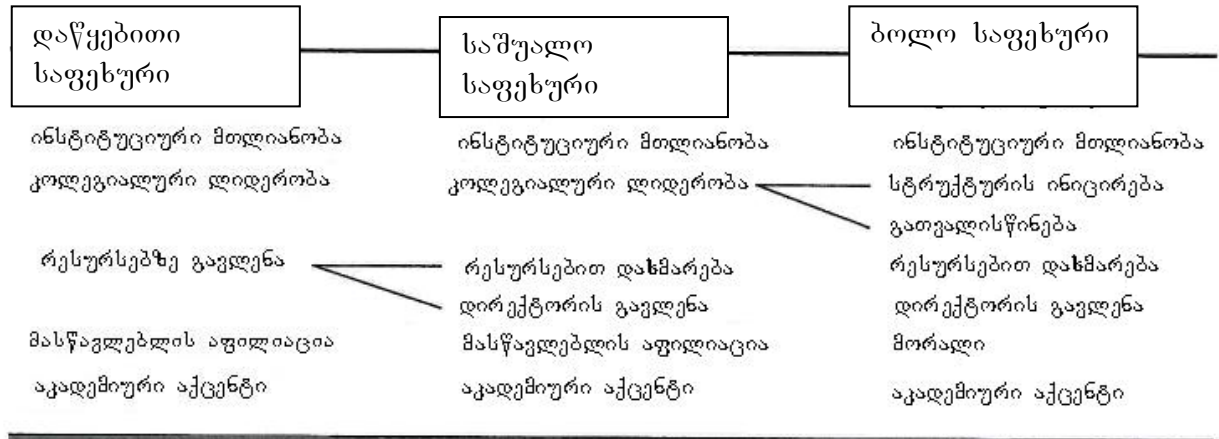 დაწყებითი
საფეხური
საშუალო
საფეხური
ბოლო საფეხური
ინსტიტუციური მთლიანობა
ინსტიტუციური მთლიანობა
ინსტიტუციური მთლიანობა
კოლეგიალური ლიდერობა
კოლეგიალური ლიდერობა
სტრუქტურის ინიცირება
გათვალისწინება
რესურსებზე გავლენა
რესურსებით დახმარება
რესურსებით დახმარება
დირექტორის გავლენა
დირექტორის გავლენა
მასწავლებლის აფილიაცია
მასწავლებლის აფილიაცია
მორალი
აკადემიური აქცენტი
აკადემიური აქცენტი
აკადემიური აქცენტი